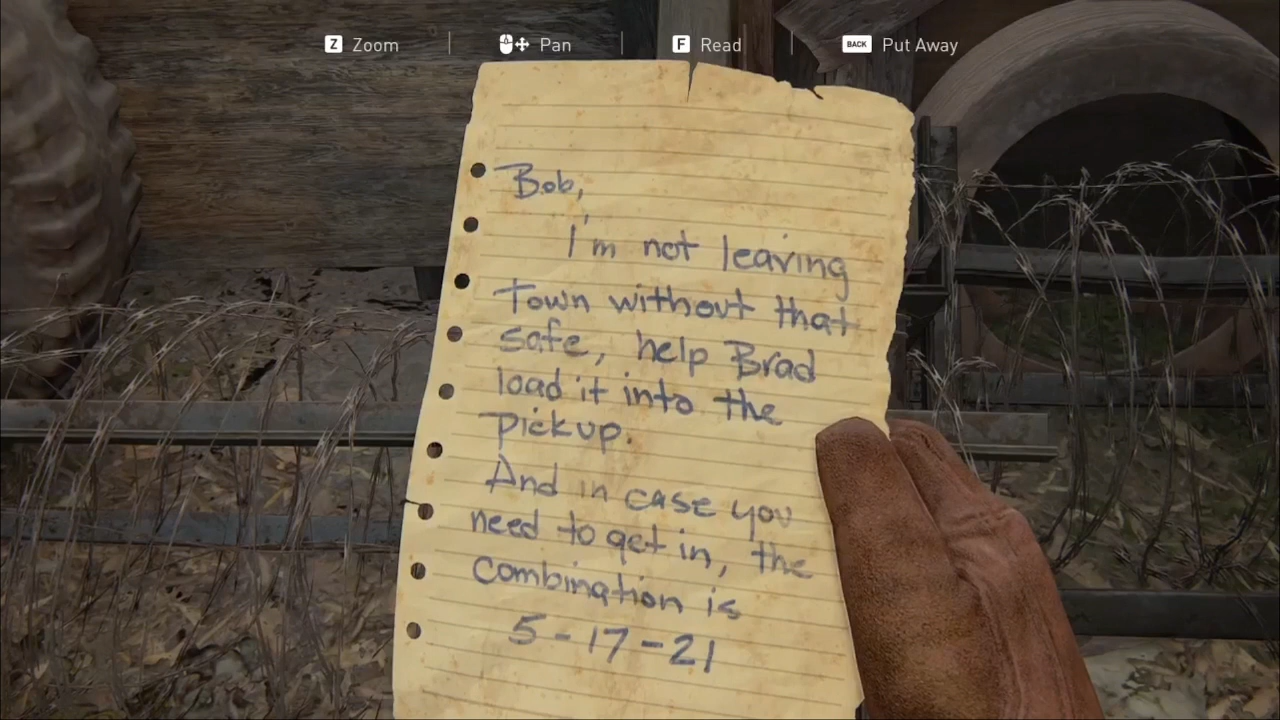 Z Zoom F Read BACK Put Away
Pan
Bob,
I'm not leaving
Town without that
safe, help Brad
load it into the
Pickup.
And in case you
need to get in, the
Combination is
5-17-21